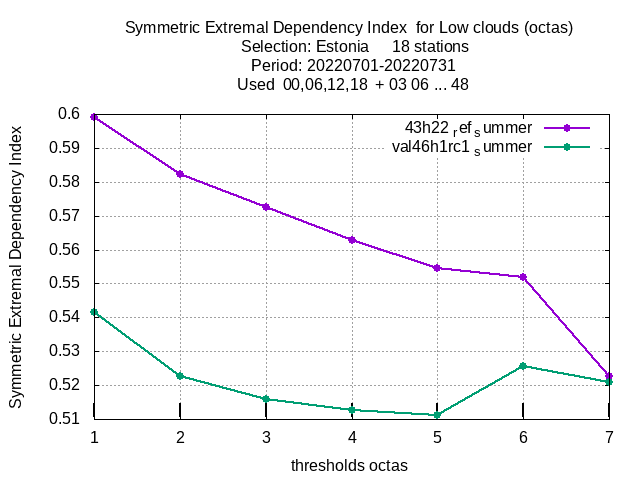 Symmetric Extremal Dependency Index  for Low clouds (octas)
Selection: Estonia     18 stations
Period: 20220701-20220731
Used  00,06,12,18  + 03 06 ... 48
43h22 ref summer
val46h1rc1 summer
Symmetric Extremal Dependency Index
0.6
0.59
0.58
0.57
0.56
0.55
0.54
0.53
0.52
0.51
1 2 3 4 5 6 7
thresholds octas